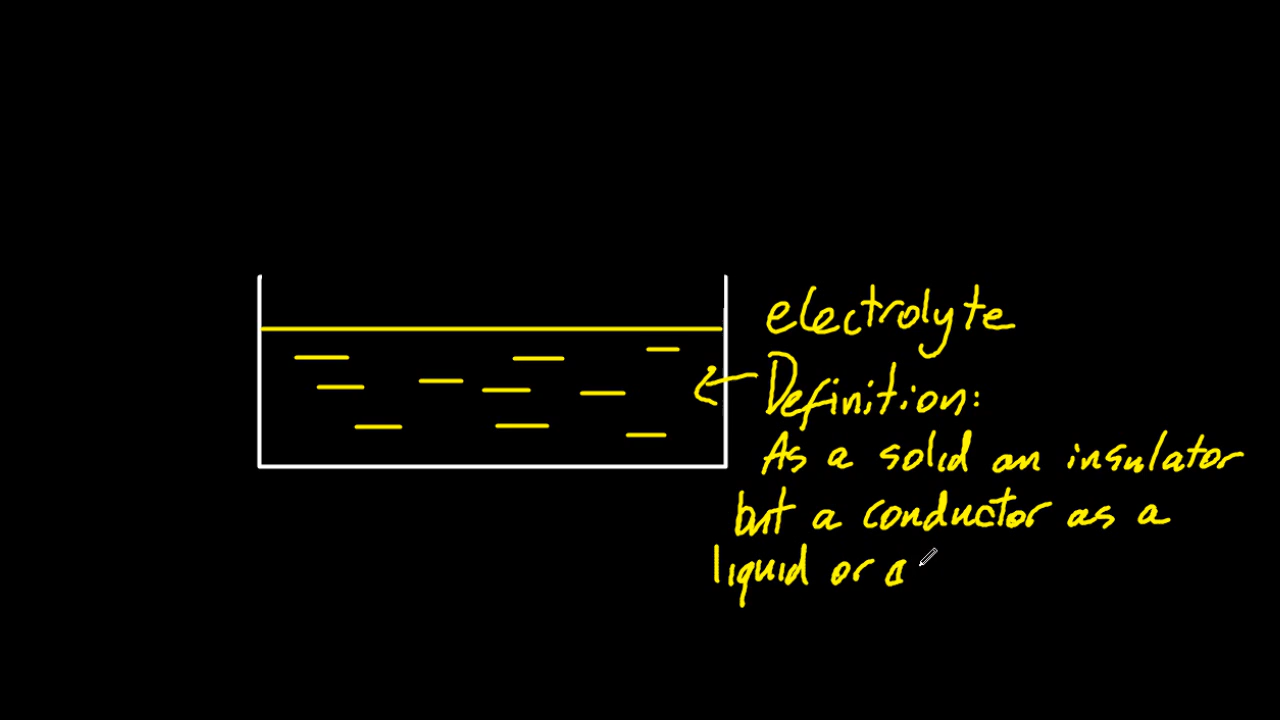 electrolyte
Definition:
As a solid an insulator
but a conductor as a
liquid or a